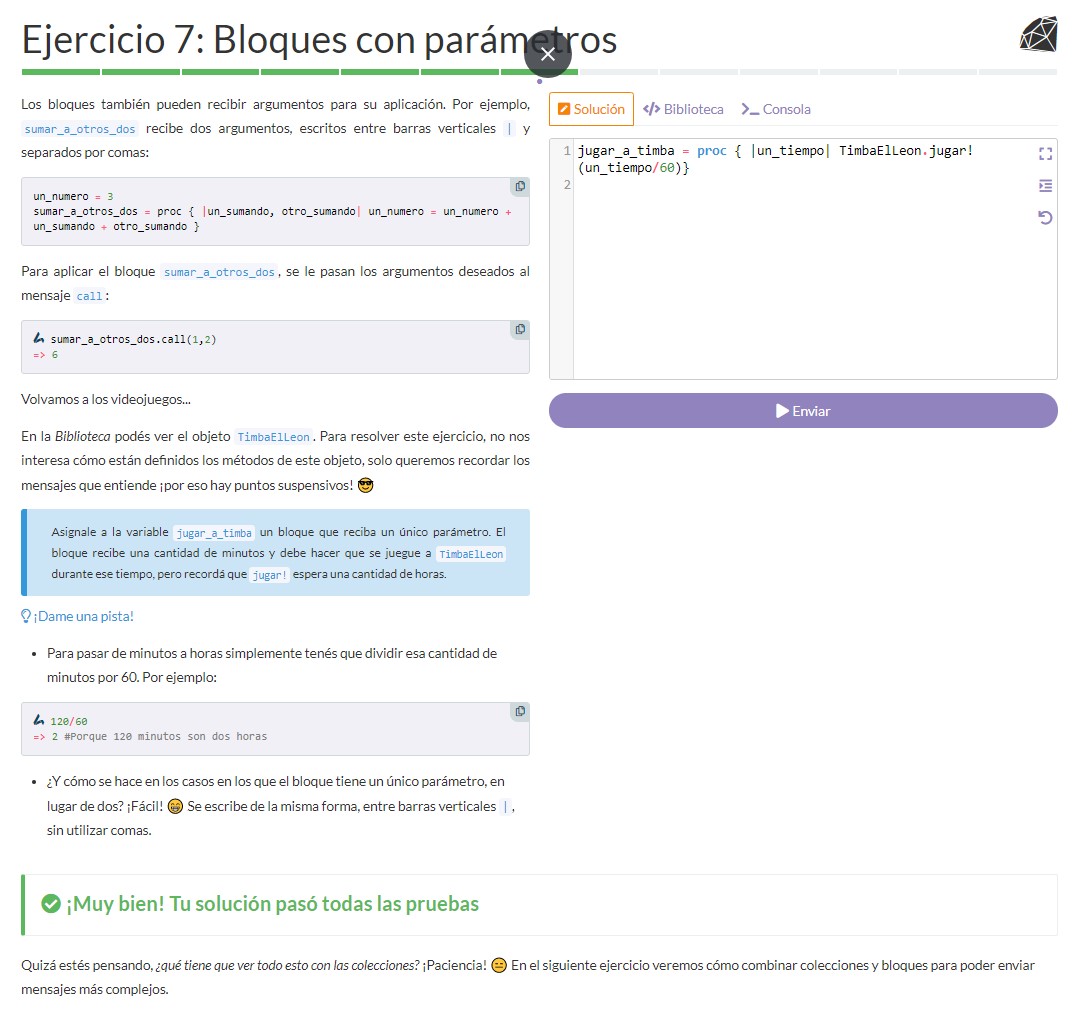 Ejercicio 7: Bloques con parámetros
Los bloques también pueden recibir argumentos para su aplicación. Por ejemplo,
sumar_a_otros_dos recibe dos argumentos, escritos entre barras verticales | y
separados por comas:
un_numero = 3
sumar_a_otros_dos = proc { |un_sumando, otro_sumando| un_numero = un_numero +
un_sumando + otro_sumando }
Para aplicar el bloque sumar_a_otros_dos, se le pasan los argumentos deseados al
mensaje call:
sumar_a_otros_dos.call(1,2)
=> 6
Volvamos a los videojuegos...
En la Biblioteca podés ver el objeto TimbaElLeon. Para resolver este ejercicio, no nos
interesa cómo están definidos los métodos de este objeto, solo queremos recordar los
mensajes que entiende ¡por eso hay puntos suspensivos! 😎
Asignale a la variable jugar_a_timba un bloque que reciba un único parámetro. El
bloque recibe una cantidad de minutos y debe hacer que se juegue a TimbaElLeon
durante ese tiempo, pero recordá que jugar! espera una cantidad de horas.
¡Dame una pista!
• Para pasar de minutos a horas simplemente tenés que dividir esa cantidad de
minutos por 60. Por ejemplo:
120/60
=> 2 #Porque 120 minutos son dos horas
• ¿Y cómo se hace en los casos en los que el bloque tiene un único parámetro, en
lugar de dos? ¡Fácil! 😁 Se escribe de la misma forma, entre barras verticales |,
sin utilizar comas.
Solución
Biblioteca
Consola
1 jugar_a_timba = proc { |un_tiempo| TimbaElLeon.jugar!
(un_tiempo/60)}
2
Enviar
¡Muy bien! Tu solución pasó todas las pruebas
Quizá estés pensando, ¿qué tiene que ver todo esto con las colecciones? ¡Paciencia! 😑 En el siguiente ejercicio veremos cómo combinar colecciones y bloques para poder enviar
mensajes más complejos.